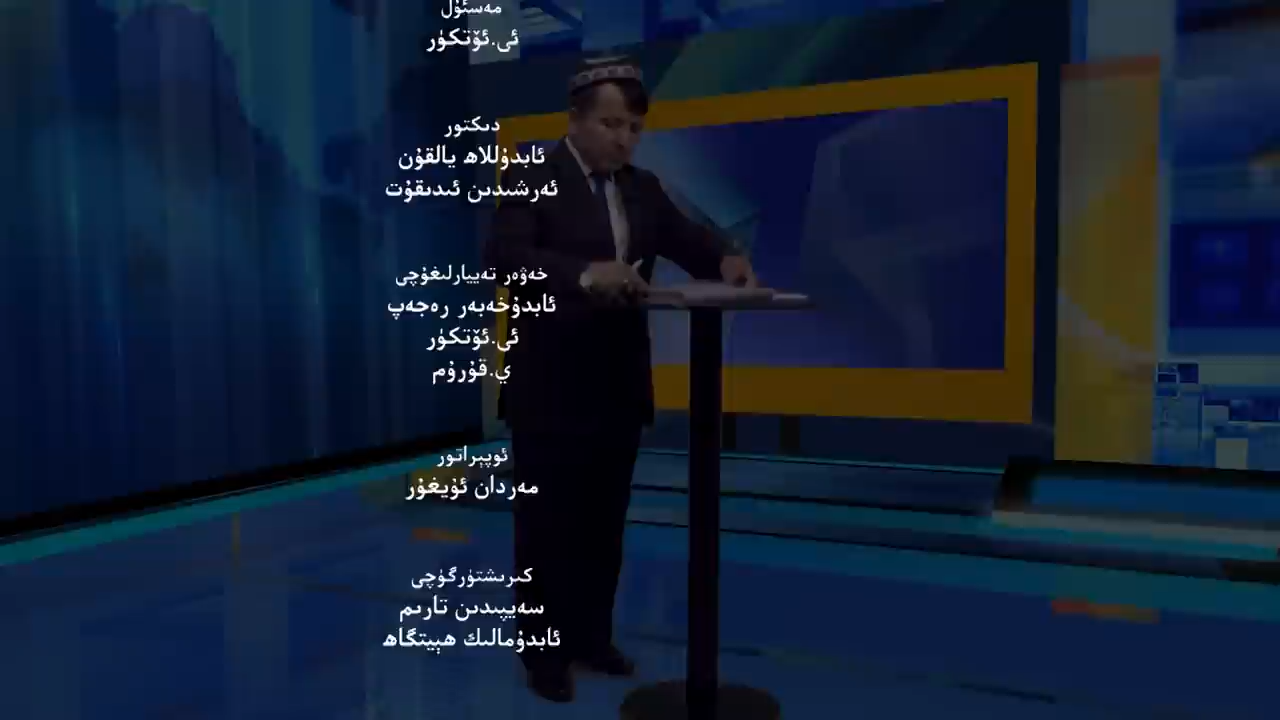 مەسئۇل
ئى.ئۆتكۈر
دىكتور
ئابدۇللاھ يالقۇن
ئەرشىدىن ئىدىقۇت
خەۋەر تەييارلىغۇچى
ئابدۇخەبەر رەجەپ
ئى.ئۆتكۈر
ي.قۇرۇم
ئوپېراتور
مەردان ئۇيغۇر
كىرىشتۈرگۈچى
سەيپىدىن تارىم
ئابدۇمالىك ھېيتگاھ